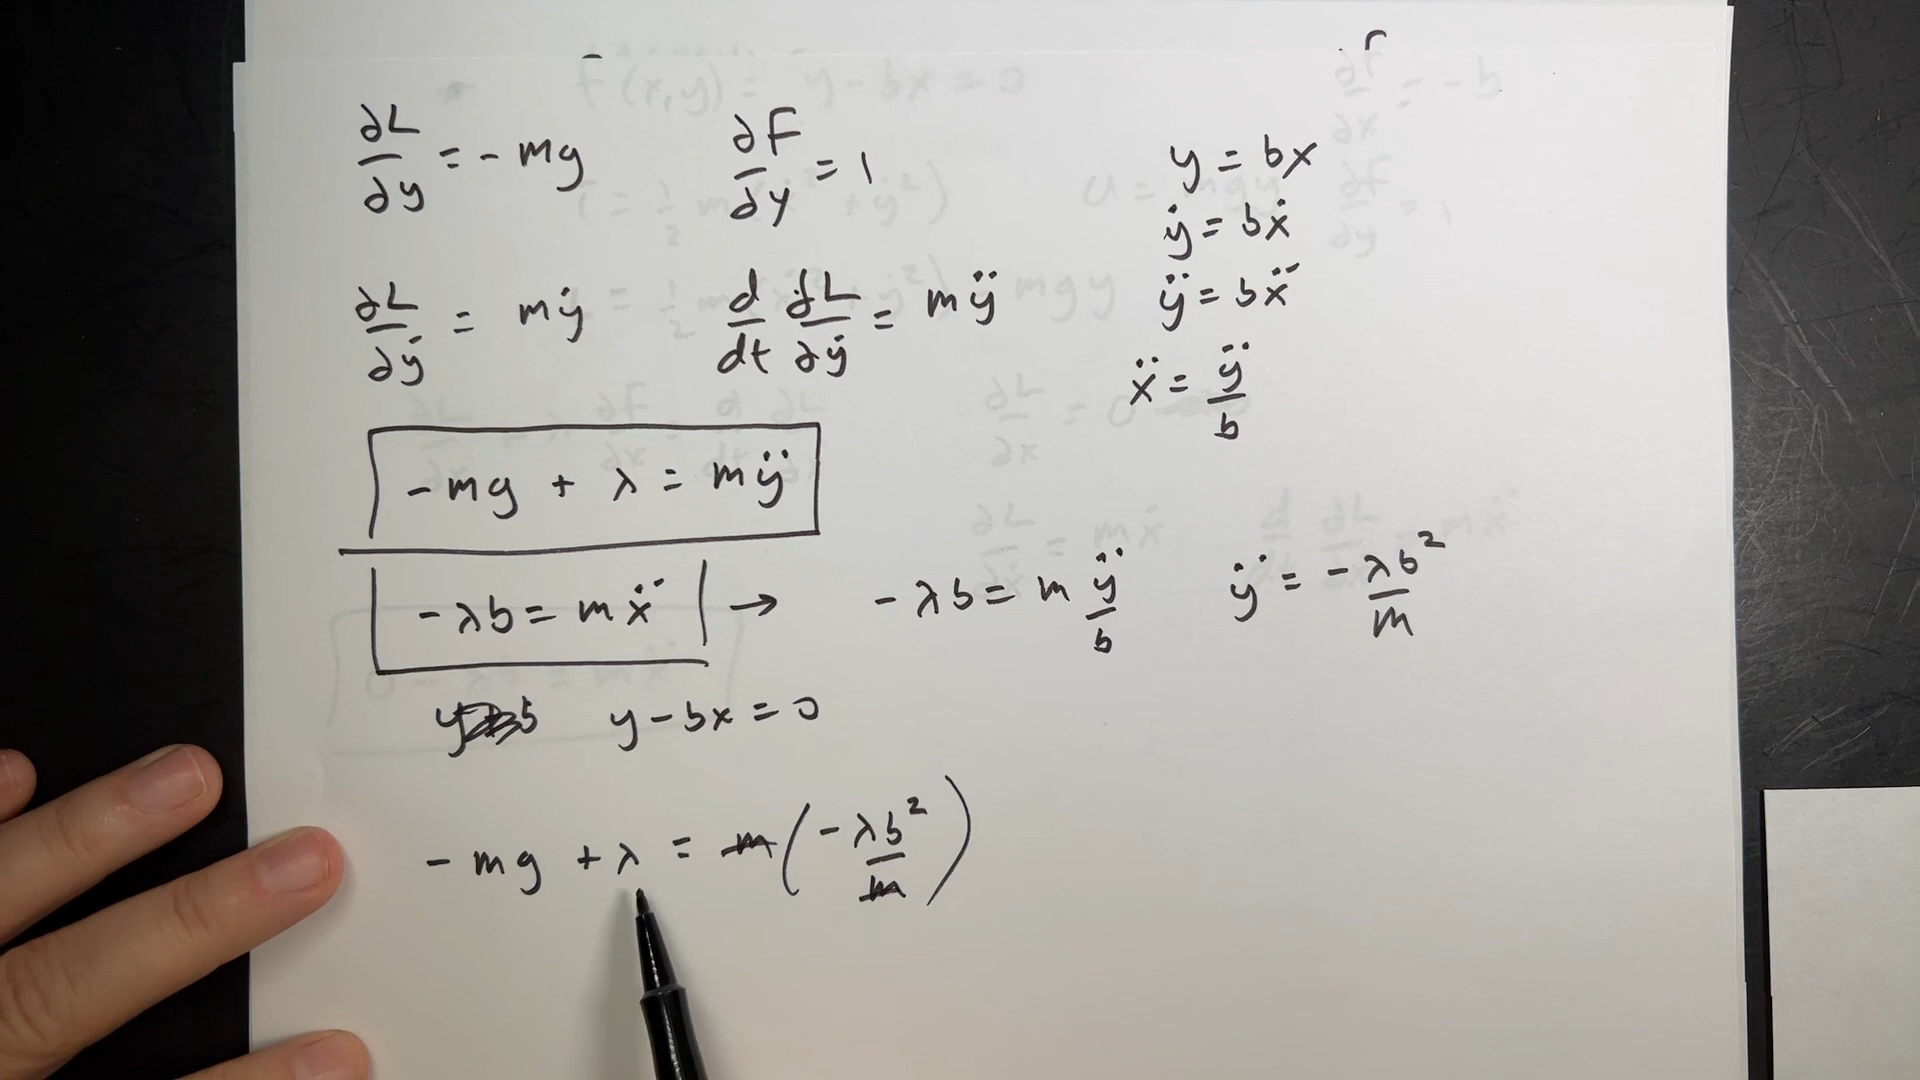 ∂L/∂y = - mg    ∂F/∂y = 1    y = bx
ẏ = bẋ
∂L/∂ẏ = mẏ    d/dt ∂L/∂ẏ = mÿ    ÿ = bẍ
ẍ = ÿ/b
- mg + λ = mÿ
- λb = mẍ → - λb = m ÿ/b    ÿ = - λb²/m
y - bx = 0
- mg + λ = m( - λb²/m )